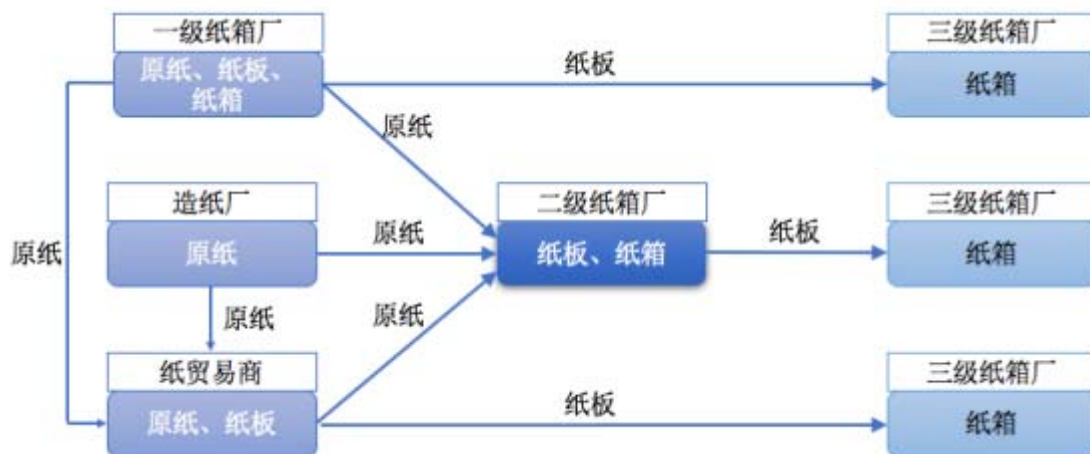 一级纸箱厂
原纸、纸板、
纸箱
纸板
三级纸箱厂
纸箱
原纸
造纸厂
原纸
原纸
二级纸箱厂
纸板、纸箱
纸板
三级纸箱厂
纸箱
原纸
原纸
原纸
纸贸易商
原纸、纸板
纸板
三级纸箱厂
纸箱